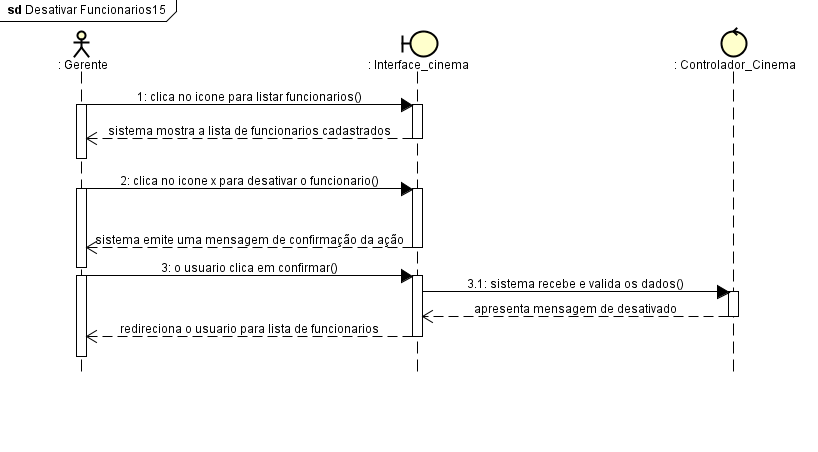 sd Desativar Funcionarios15
: Gerente
: Interface_cinema
: Controlador_Cinema
1: clica no icone para listar funcionarios()
sistema mostra a lista de funcionarios cadastrados
2: clica no icone x para desativar o funcionario()
sistema emite uma mensagem de confirmação da ação
3: o usuario clica em confirmar()
3.1: sistema recebe e valida os dados()
apresenta mensagem de desativado
redireciona o usuario para lista de funcionarios